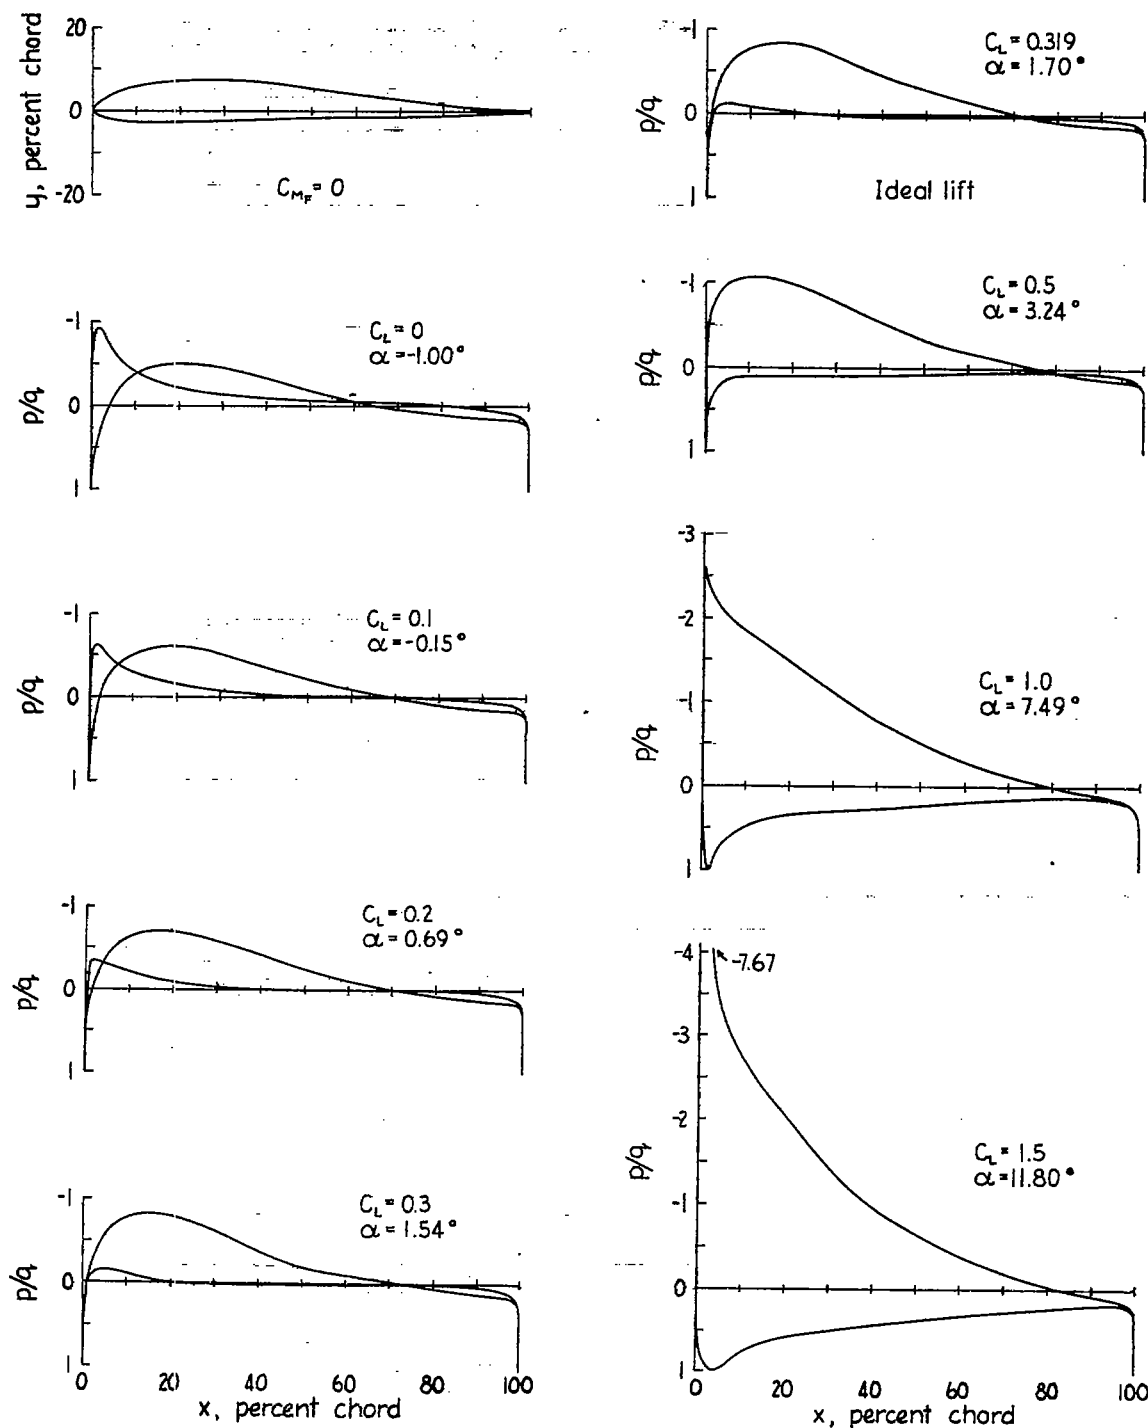 y, percent chord
20
0
-20
C_MF = 0
p/q
-1
0
1
C_L = 0
α = -1.00°
p/q
-1
0
1
C_L = 0.1
α = -0.15°
p/q
-1
0
1
C_L = 0.2
α = 0.69°
p/q
-1
0
1
C_L = 0.3
α = 1.54°
0 20 40 60 80 100
x, percent chord
p/q
-1
0
1
C_L = 0.319
α = 1.70°
Ideal lift
p/q
-1
0
1
C_L = 0.5
α = 3.24°
p/q
-3
-2
-1
0
1
C_L = 1.0
α = 7.49°
p/q
-4
-3
-2
-1
0
1
-7.67
C_L = 1.5
α = 11.80°
0 20 40 60 80 100
x, percent chord